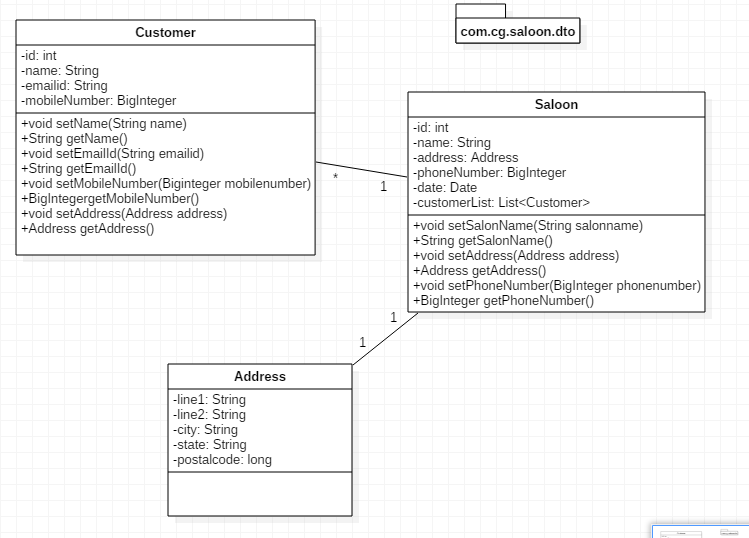 Customer
-id: int
-name: String
-emailid: String
-mobileNumber: BigInteger
+void setName(String name)
+String getName()
+void setEmailId(String emailid)
+String getEmailId()
+void setMobileNumber(Biginteger mobilenumber)
+BigIntegergetMobileNumber()
+void setAddress(Address address)
+Address getAddress()
com.cg.saloon.dto
*
1
Saloon
-id: int
-name: String
-address: Address
-phoneNumber: BigInteger
-date: Date
-customerList: List<Customer>
+void setSalonName(String salonname)
+String getSalonName()
+void setAddress(Address address)
+Address getAddress()
+void setPhoneNumber(BigInteger phonenumber)
+BigInteger getPhoneNumber()
1
1
Address
-line1: String
-line2: String
-city: String
-state: String
-postalcode: long